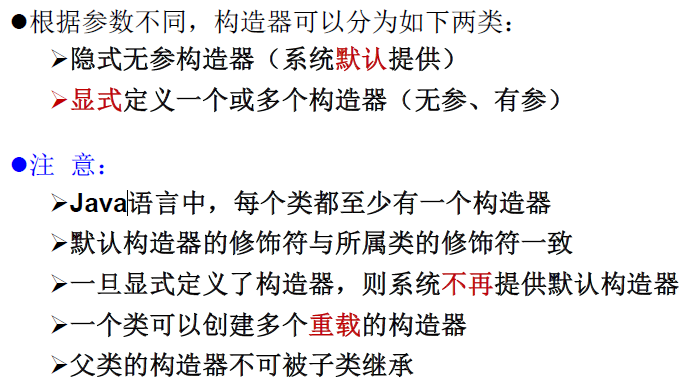 ●根据参数不同，构造器可以分为如下两类：
➢隐式无参构造器（系统默认提供）
➢显式定义一个或多个构造器（无参、有参）
●注 意：
➢Java语言中，每个类都至少有一个构造器
➢默认构造器的修饰符与所属类的修饰符一致
➢一旦显式定义了构造器，则系统不再提供默认构造器
➢一个类可以创建多个重载的构造器
➢父类的构造器不可被子类继承